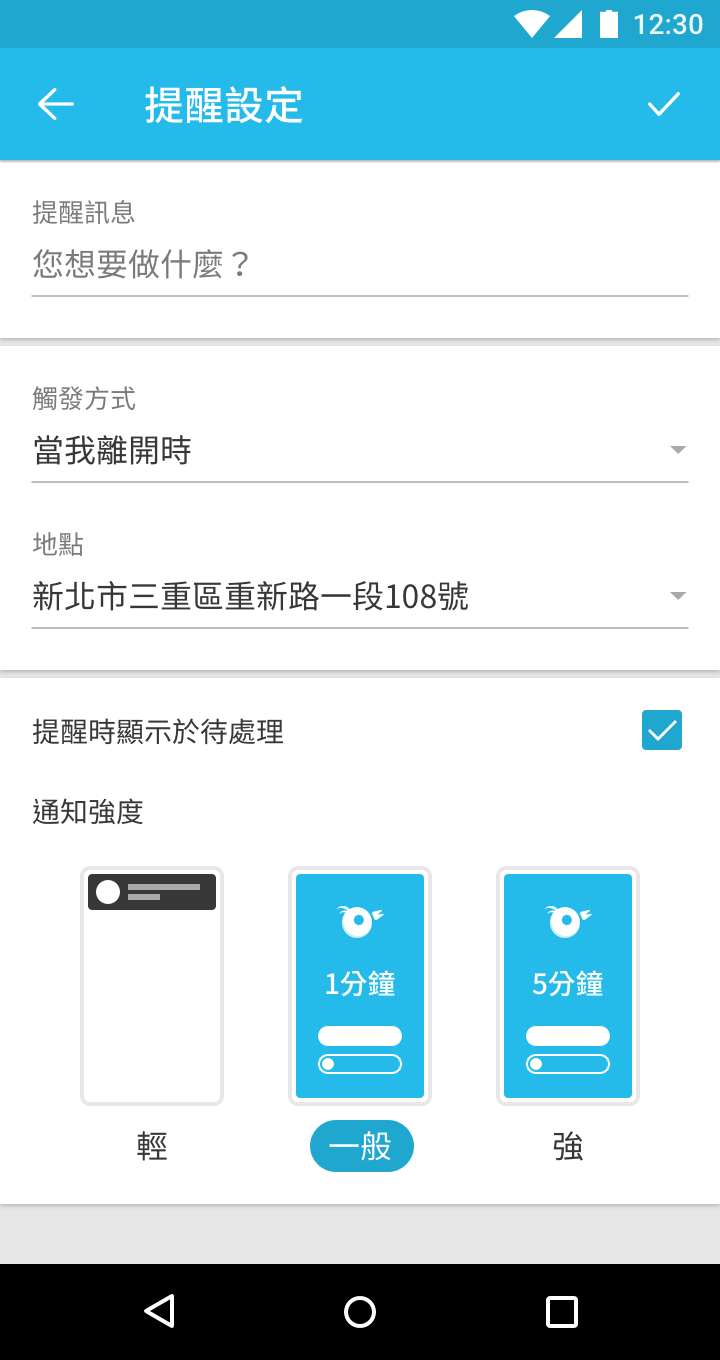 12:30
提醒設定
提醒訊息
您想要做什麼？
觸發方式
當我離開時
地點
新北市三重區重新路一段108號
提醒時顯示於待處理
通知強度
1分鐘
5分鐘
輕
一般
強